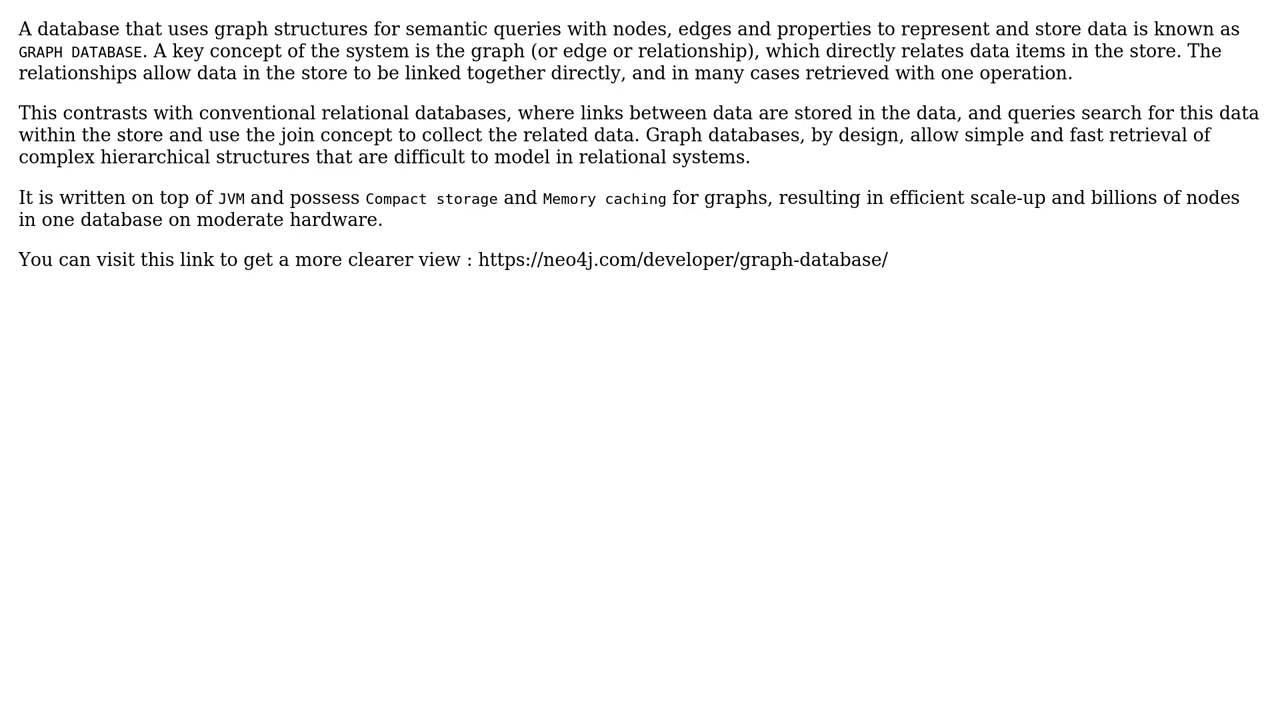 A database that uses graph structures for semantic queries with nodes, edges and properties to represent and store data is known as
GRAPH DATABASE. A key concept of the system is the graph (or edge or relationship), which directly relates data items in the store. The
relationships allow data in the store to be linked together directly, and in many cases retrieved with one operation.
This contrasts with conventional relational databases, where links between data are stored in the data, and queries search for this data
within the store and use the join concept to collect the related data. Graph databases, by design, allow simple and fast retrieval of
complex hierarchical structures that are difficult to model in relational systems.
It is written on top of JVM and possess Compact storage and Memory caching for graphs, resulting in efficient scale-up and billions of nodes
in one database on moderate hardware.
You can visit this link to get a more clearer view : https://neo4j.com/developer/graph-database/